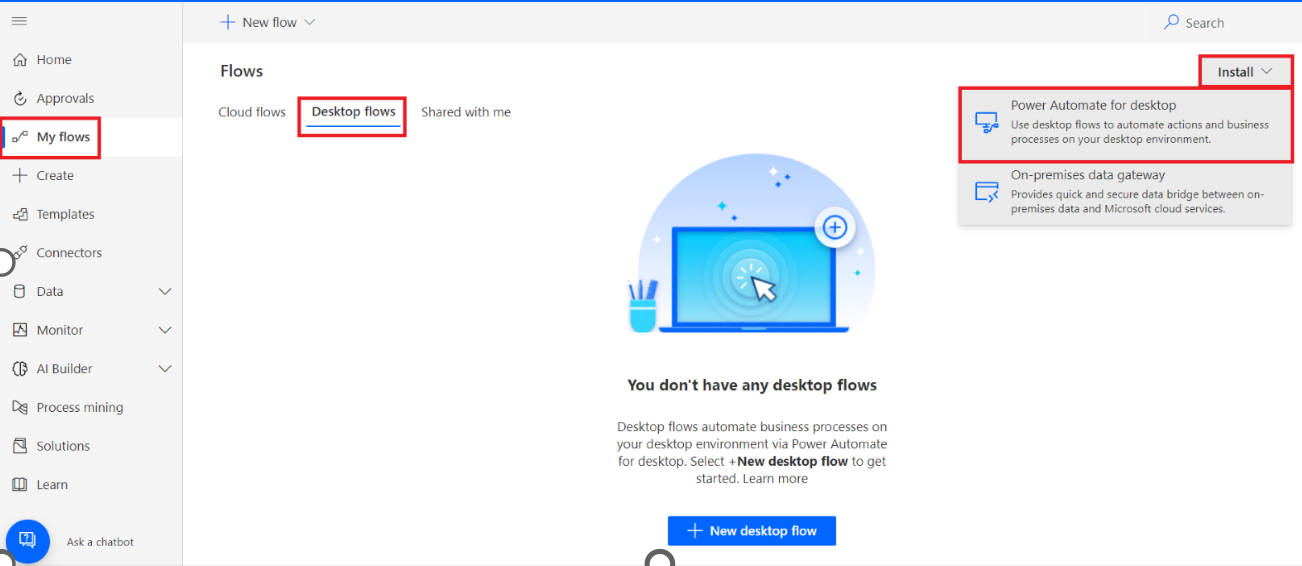 New flow
Search
Home
Approvals
My flows
Create
Templates
Connectors
Data
Monitor
AI Builder
Process mining
Solutions
Learn
Ask a chatbot
Flows
Install
Cloud flows
Desktop flows
Shared with me
Power Automate for desktop
Use desktop flows to automate actions and business
processes on your desktop environment.
On-premises data gateway
Provides quick and secure data bridge between on-
premises data and Microsoft cloud services.
You don't have any desktop flows
Desktop flows automate business processes on
your desktop environment via Power Automate
for desktop. Select +New desktop flow to get
started. Learn more
New desktop flow